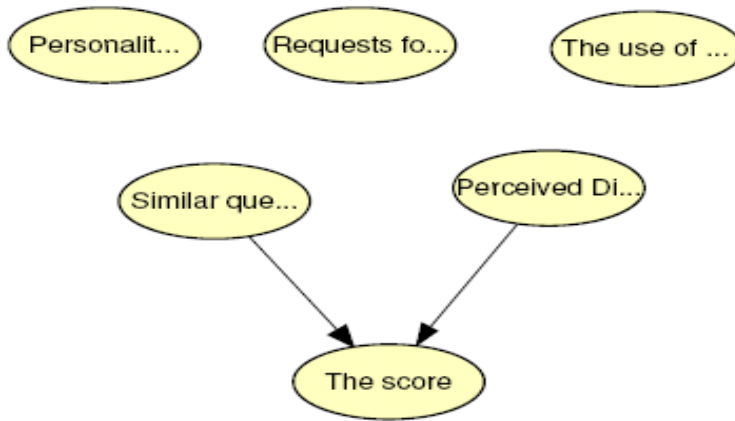 Personalit...
Requests fo...
The use of ...
Similar que...
Perceived Di...
The score